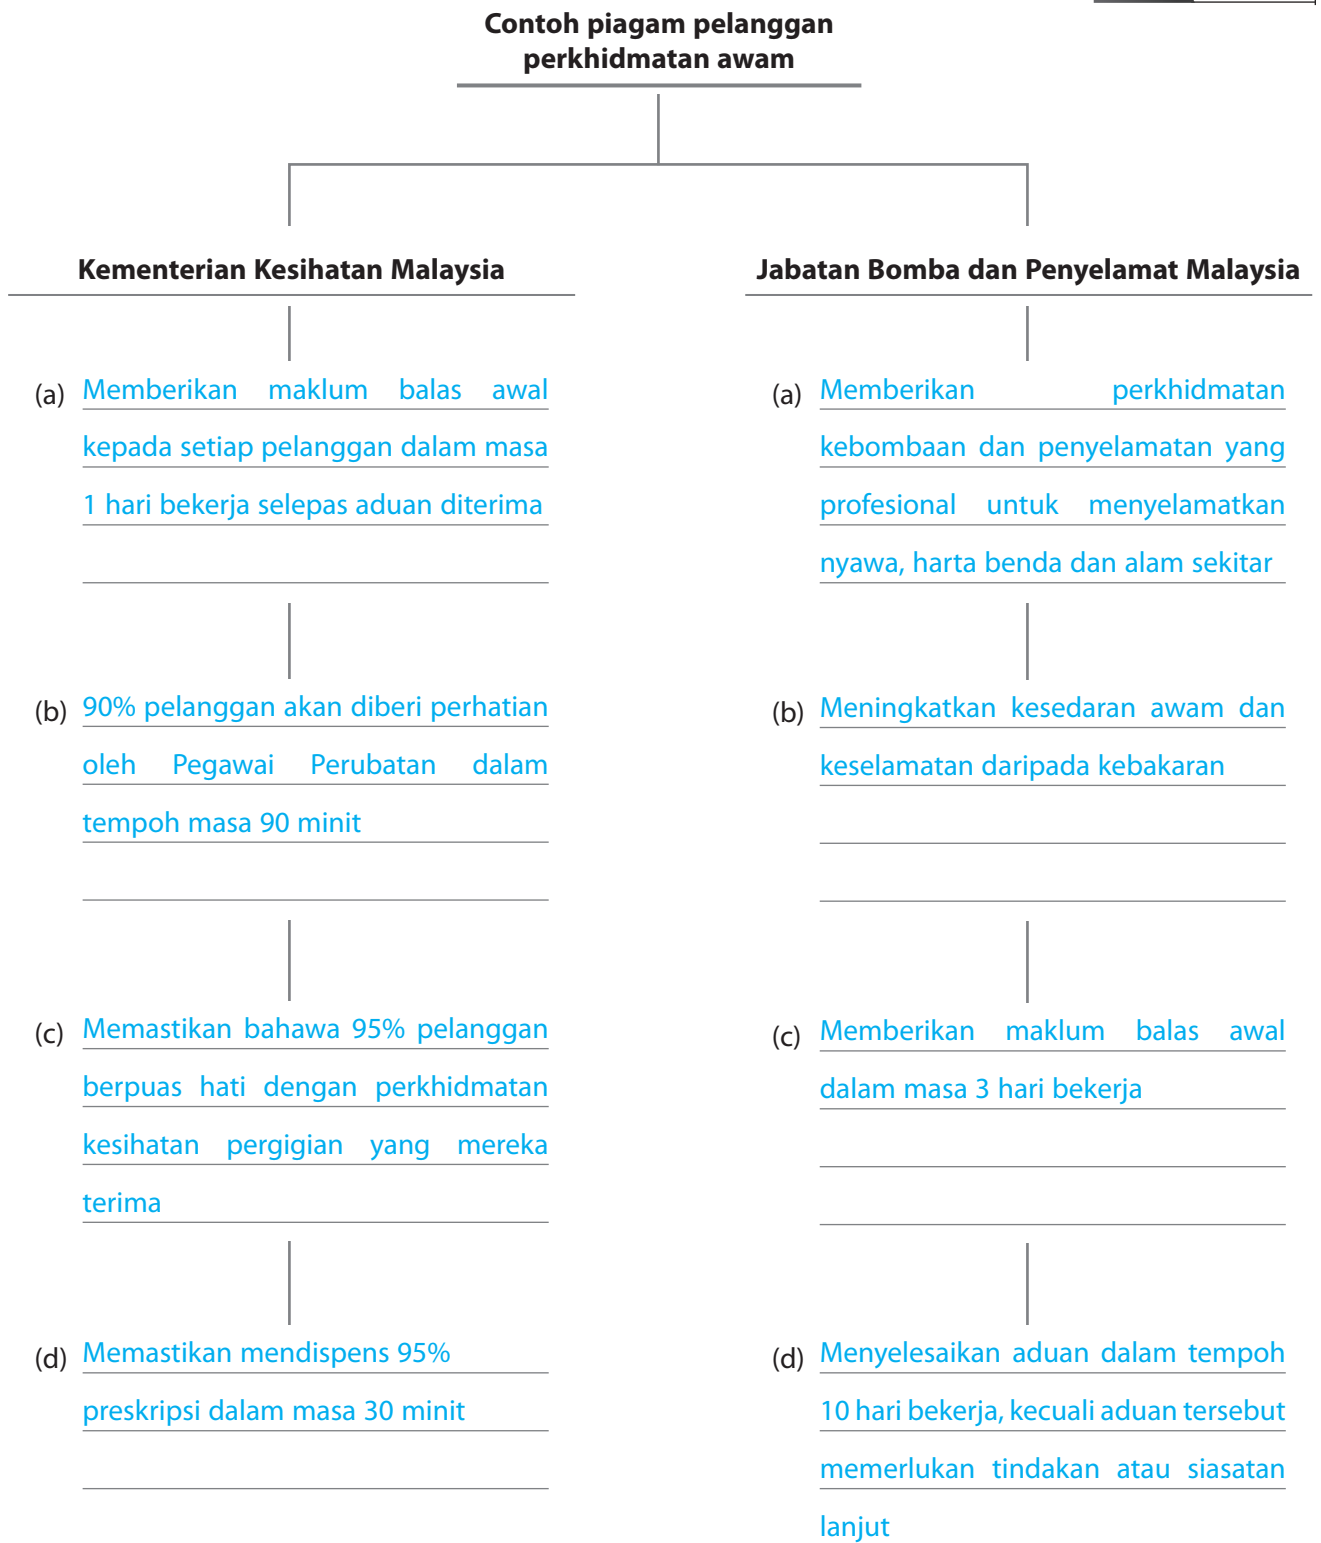 Contoh piagam pelanggan
perkhidmatan awam
Kementerian Kesihatan Malaysia
(a) Memberikan maklum balas awal
kepada setiap pelanggan dalam masa
1 hari bekerja selepas aduan diterima
(b) 90% pelanggan akan diberi perhatian
oleh Pegawai Perubatan dalam
tempoh masa 90 minit
(c) Memastikan bahawa 95% pelanggan
berpuas hati dengan perkhidmatan
kesihatan pergigian yang mereka
terima
(d) Memastikan mendispens 95%
preskripsi dalam masa 30 minit
Jabatan Bomba dan Penyelamat Malaysia
(a) Memberikan perkhidmatan
kebombaan dan penyelamatan yang
profesional untuk menyelamatkan
nyawa, harta benda dan alam sekitar
(b) Meningkatkan kesedaran awam dan
keselamatan daripada kebakaran
(c) Memberikan maklum balas awal
dalam masa 3 hari bekerja
(d) Menyelesaikan aduan dalam tempoh
10 hari bekerja, kecuali aduan tersebut
memerlukan tindakan atau siasatan
lanjut